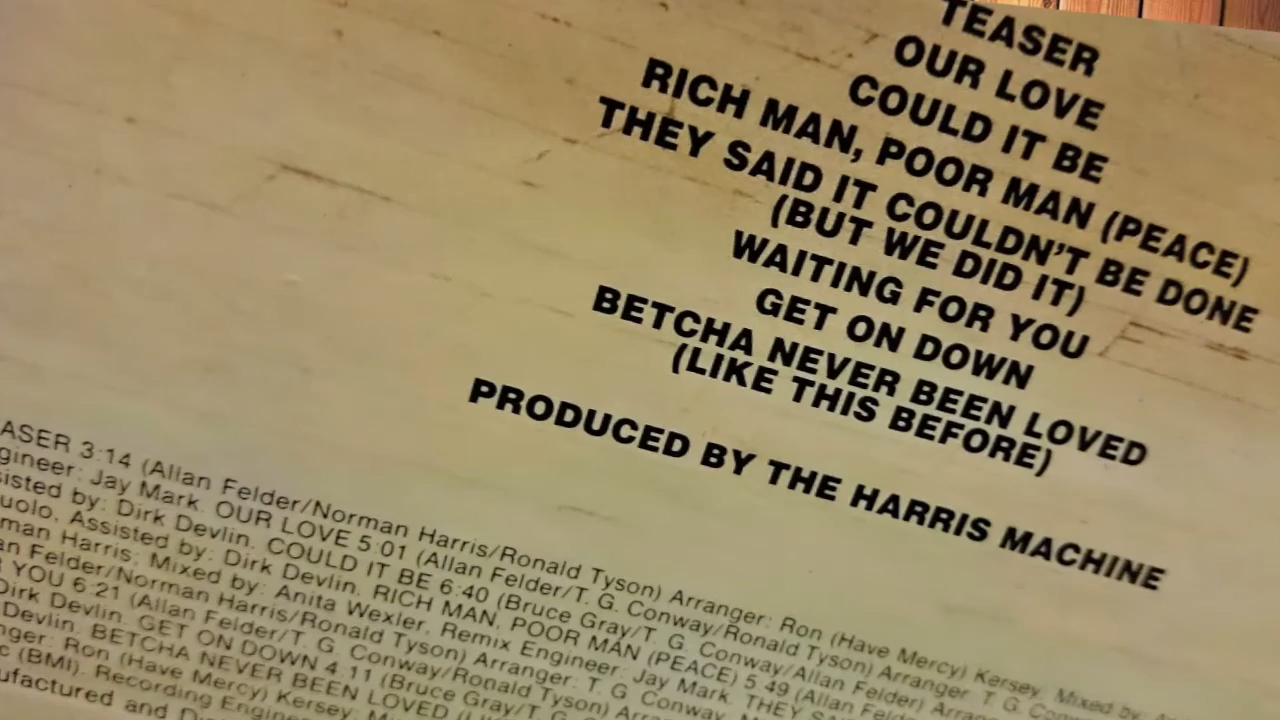 TEASER
OUR LOVE
COULD IT BE
RICH MAN, POOR MAN (PEACE)
THEY SAID IT COULDN'T BE DONE
(BUT WE DID IT)
WAITING FOR YOU
GET ON DOWN
BETCHA NEVER BEEN LOVED
(LIKE THIS BEFORE)
PRODUCED BY THE HARRIS MACHINE
ASER 3:14 (Allan Felder/Norman Harris/Ronald Tyson) Arranger: Ron (Have Mercy) Kersey. Mixed by:
gineer: Jay Mark. OUR LOVE 5:01 (Allan Felder/T. G. Conway/Ronald Tyson) Arranger: T. G.
sisted by: Dirk Devlin. COULD IT BE 6:40 (Bruce Gray/T. G. Conway/Allan Felder)
uolo, Assisted by: Dirk Devlin. RICH MAN, POOR MAN (PEACE) 5:49 (Allan
man Harris; Mixed by: Anita Wexler, Remix Engineer: Jay Mark. THEY
an Felder/Norman Harris/Ronald Tyson) Arranger: T. G. Conway,
YOU 6:21 (Allan Felder/T. G. Conway/Ronald Tyson)
Dirk Devlin. GET ON DOWN 4:11 (Bruce Gray/T. G.
Devlin. BETCHA NEVER BEEN LOVED
nger: Ron (Have Mercy) Kersey,
c (BMI). Recording
ufactured and